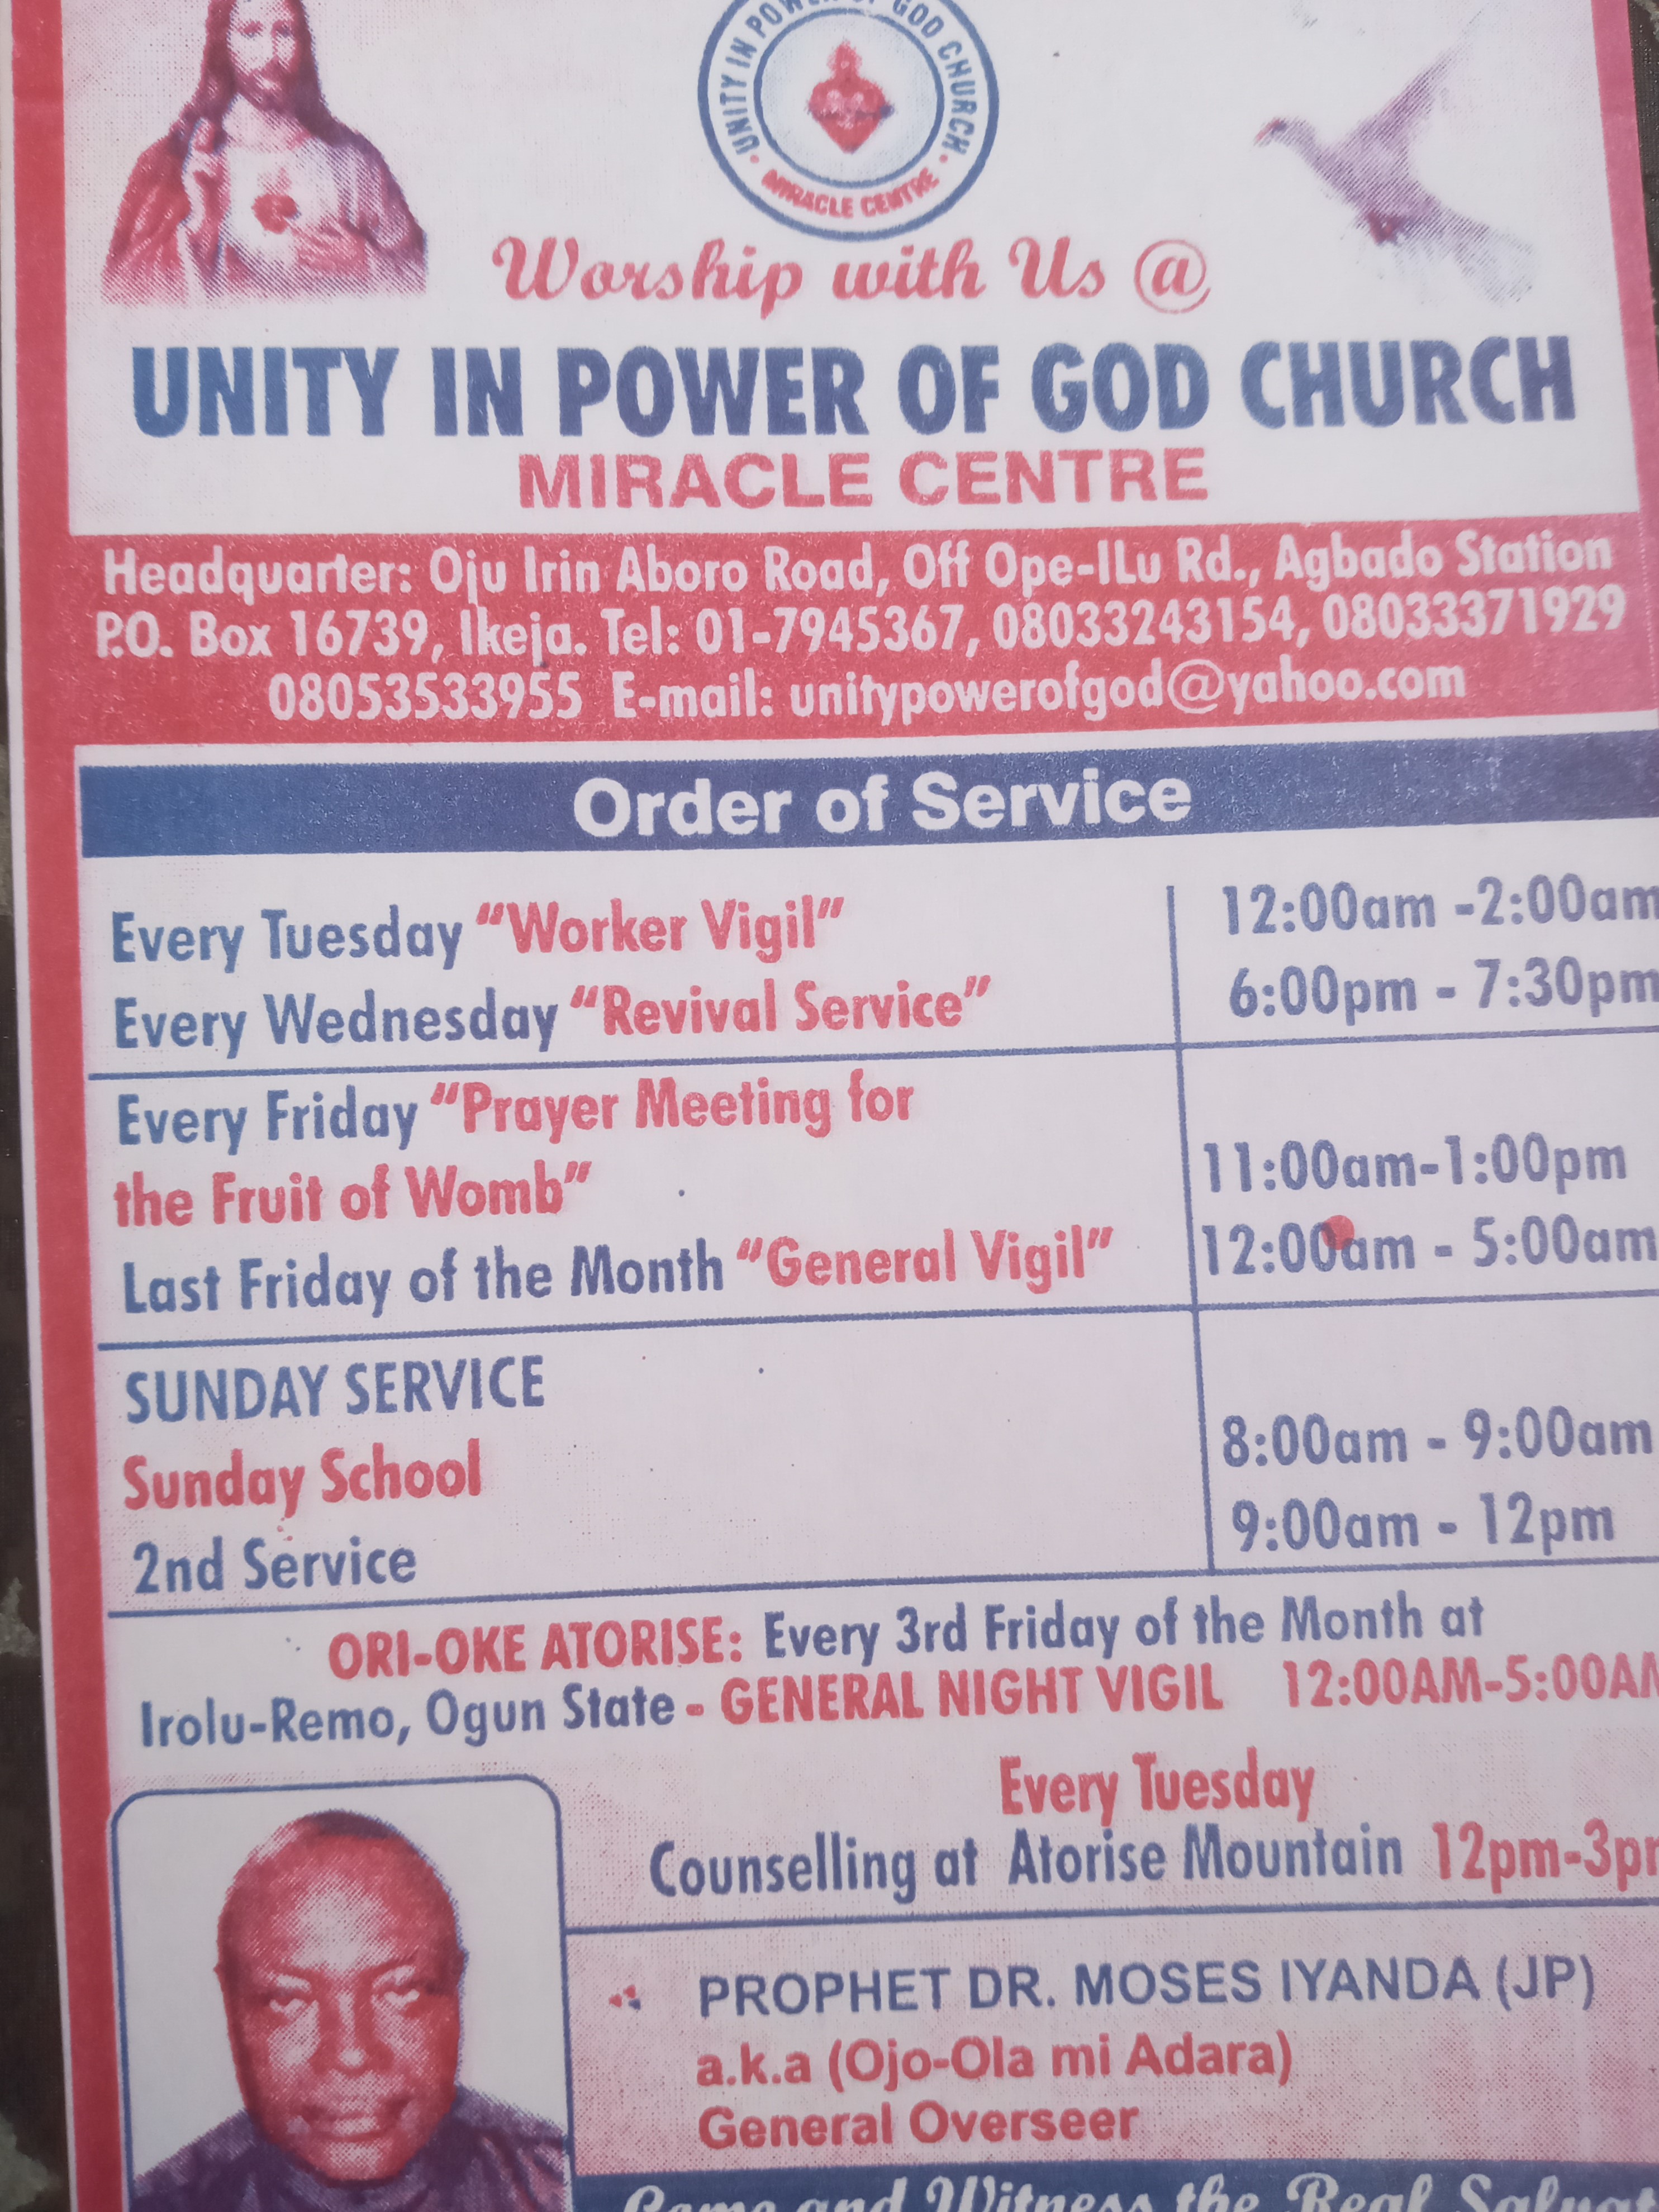 UNITY IN POWER OF GOD CHURCH
MIRACLE CENTRE
Worship with Us @
UNITY IN POWER OF GOD CHURCH
MIRACLE CENTRE
Headquarter: Oju Irin Aboro Road, Off Ope-ILu Rd., Agbado Station
P.O. Box 16739, Ikeja. Tel: 01-7945367, 08033243154, 08033371929
08053533955 E-mail: unitypowerofgod@yahoo.com
Order of Service
Every Tuesday "Worker Vigil" 12:00am -2:00am
Every Wednesday "Revival Service" 6:00pm - 7:30pm
Every Friday "Prayer Meeting for
the Fruit of Womb" 11:00am-1:00pm
Last Friday of the Month "General Vigil" 12:00am - 5:00am
SUNDAY SERVICE
Sunday School 8:00am - 9:00am
2nd Service 9:00am - 12pm
ORI-OKE ATORISE: Every 3rd Friday of the Month at
Irolu-Remo, Ogun State - GENERAL NIGHT VIGIL 12:00AM-5:00AM
Every Tuesday
Counselling at Atorise Mountain 12pm-3pm
PROPHET DR. MOSES IYANDA (JP)
a.k.a (Ojo-Ola mi Adara)
General Overseer
Come and Witness the Real